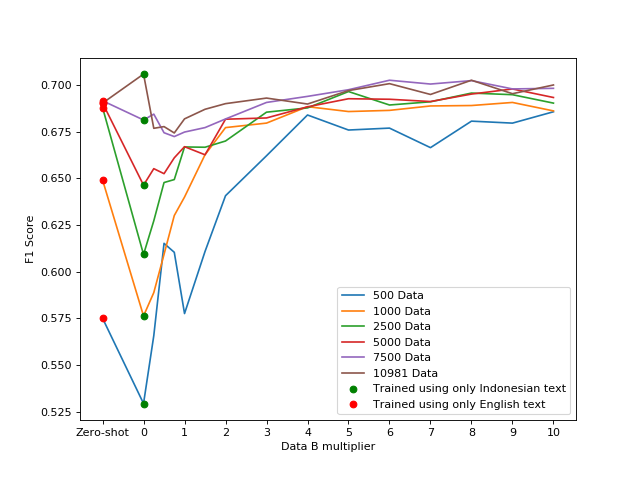 0.700
0.675
0.650
0.625
0.600
0.575
0.550
0.525
F1 Score
500 Data
1000 Data
2500 Data
5000 Data
7500 Data
10981 Data
Trained using only Indonesian text
Trained using only English text
Zero-shot 0 1 2 3 4 5 6 7 8 9 10
Data B multiplier